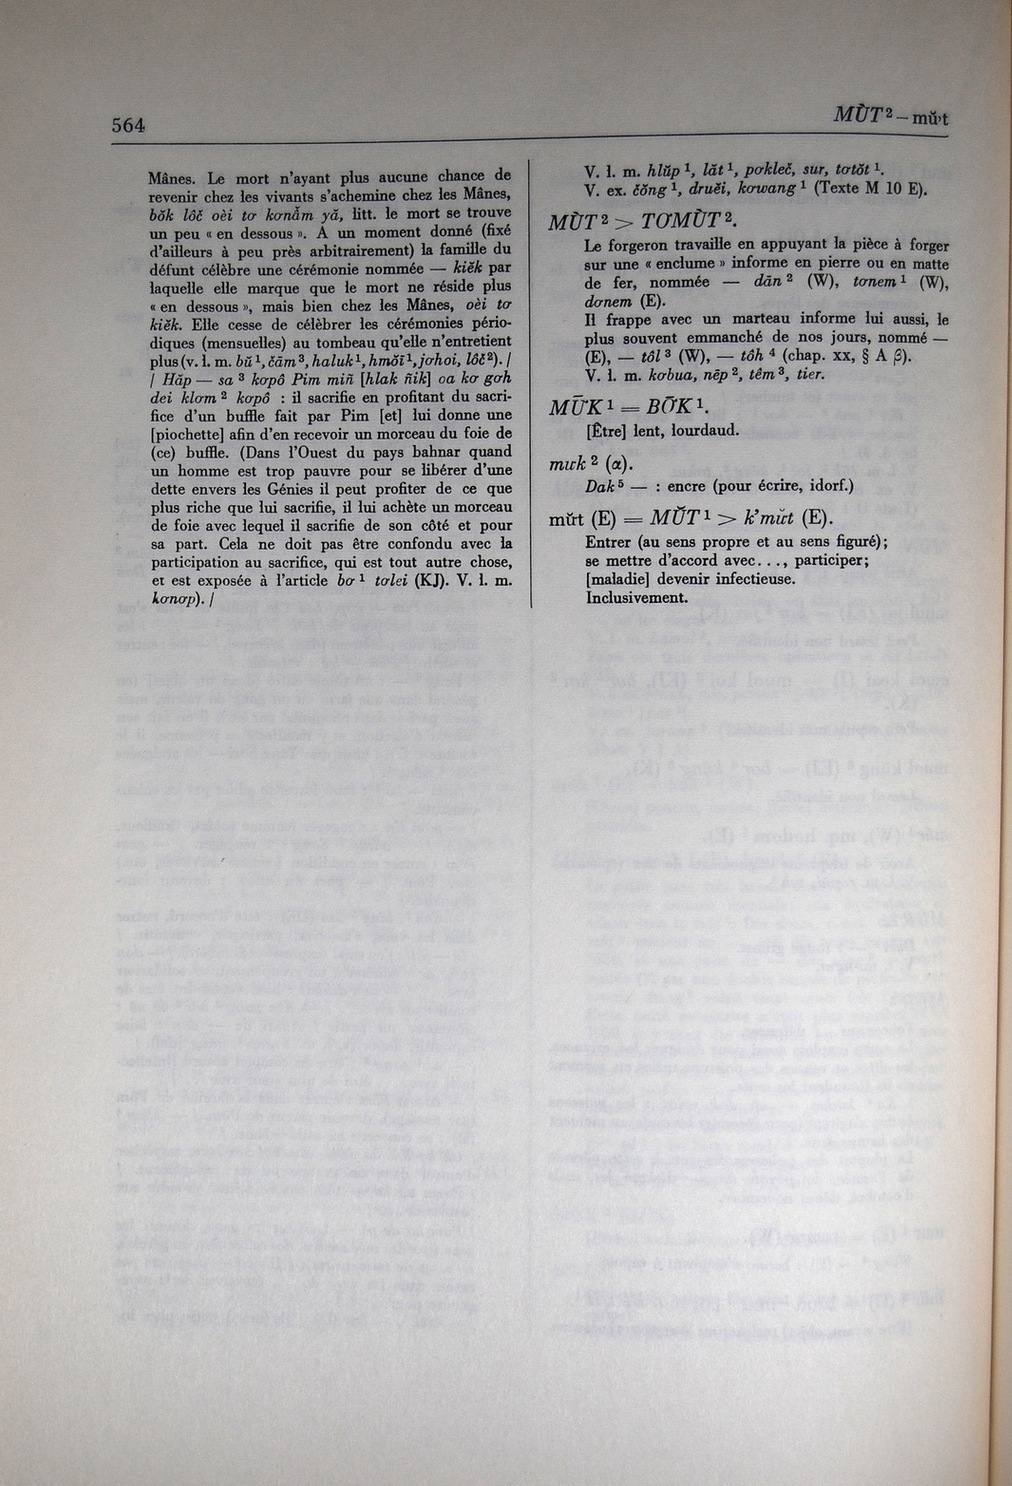 564
MÙT² — mŭ't
Mânes. Le mort n'ayant plus aucune chance de
revenir chez les vivants s'achemine chez les Mânes,
bŏk lôč oèi tơ kơnăm yă, litt. le mort se trouve
un peu « en dessous ». A un moment donné (fixé
d'ailleurs à peu près arbitrairement) la famille du
défunt célèbre une cérémonie nommée — kiĕk par
laquelle elle marque que le mort ne réside plus
« en dessous », mais bien chez les Mânes, oèi tơ
kiĕk. Elle cesse de célèbrer les cérémonies pério-
diques (mensuelles) au tombeau qu'elle n'entretient
plus (v. l. m. bŭ¹, čām³, haluk¹, hmŏĭ¹, jơhoi, lôč²). /
/ Hăp — sa³ kơpô Pim miñ [hlak ñik] oa kơ gơh
dei klơm² kơpô : il sacrifie en profitant du sacri-
fice d'un buffle fait par Pim [et] lui donne une
[piochette] afin d'en recevoir un morceau du foie de
(ce) buffle. (Dans l'Ouest du pays bahnar quand
un homme est trop pauvre pour se libérer d'une
dette envers les Génies il peut profiter de ce que
plus riche que lui sacrifie, il lui achète un morceau
de foie avec lequel il sacrifie de son côté et pour
sa part. Cela ne doit pas être confondu avec la
participation au sacrifice, qui est tout autre chose,
et est exposée à l'article bơ¹ tơlei (KJ). V. l. m.
kơnơp). /
V. l. m. hlŭp¹, lăt¹, pơkleč, sur, tơtŏt¹.
V. ex. čŏng¹, druĕi, kơwang¹ (Texte M 10 E).
MÙT² > TƠMÙT².
Le forgeron travaille en appuyant la pièce à forger
sur une « enclume » informe en pierre ou en matte
de fer, nommée — dān² (W), tơnem¹ (W),
dơnem (E).
Il frappe avec un marteau informe lui aussi, le
plus souvent emmanché de nos jours, nommé —
(E), — tôl³ (W), — tôh⁴ (chap. xx, § A β).
V. l. m. kơbua, nēp², têm³, tier.
MƯ̄K¹ = BƠ̄K¹.
[Être] lent, lourdaud.
mưk² (α).
Dak⁵ — : encre (pour écrire, idorf.)
mŭrt (E) = MŬT¹ > k'mưt (E).
Entrer (au sens propre et au sens figuré);
se mettre d'accord avec..., participer;
[maladie] devenir infectieuse.
Inclusivement.